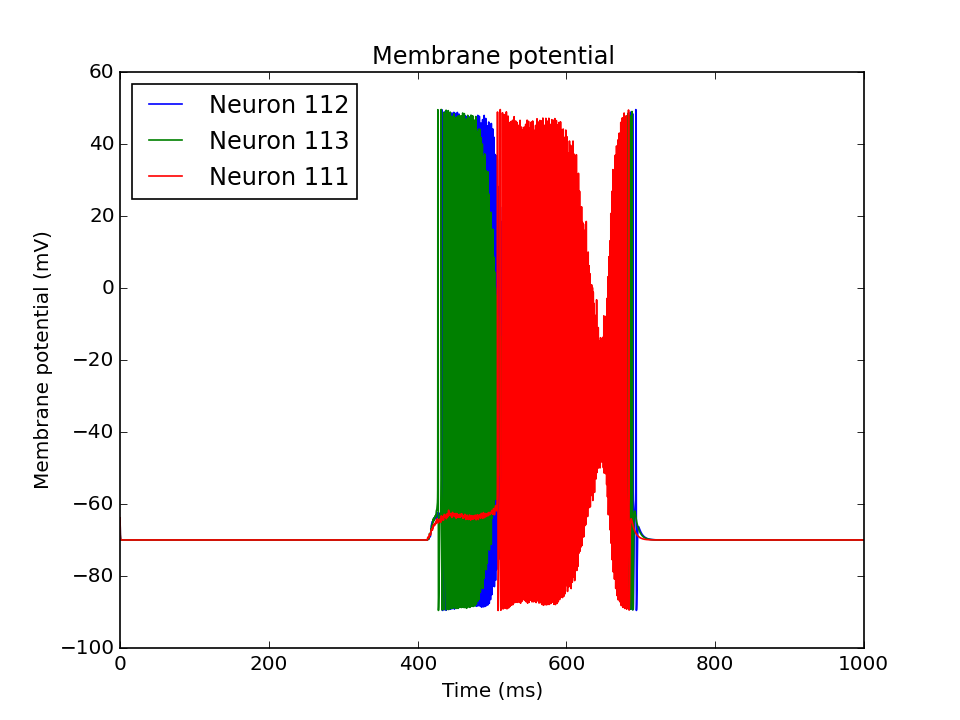 Membrane potential
60
40
20
0
−20
−40
−60
−80
−100
Membrane potential (mV)
Neuron 112
Neuron 113
Neuron 111
0 200 400 600 800 1000
Time (ms)